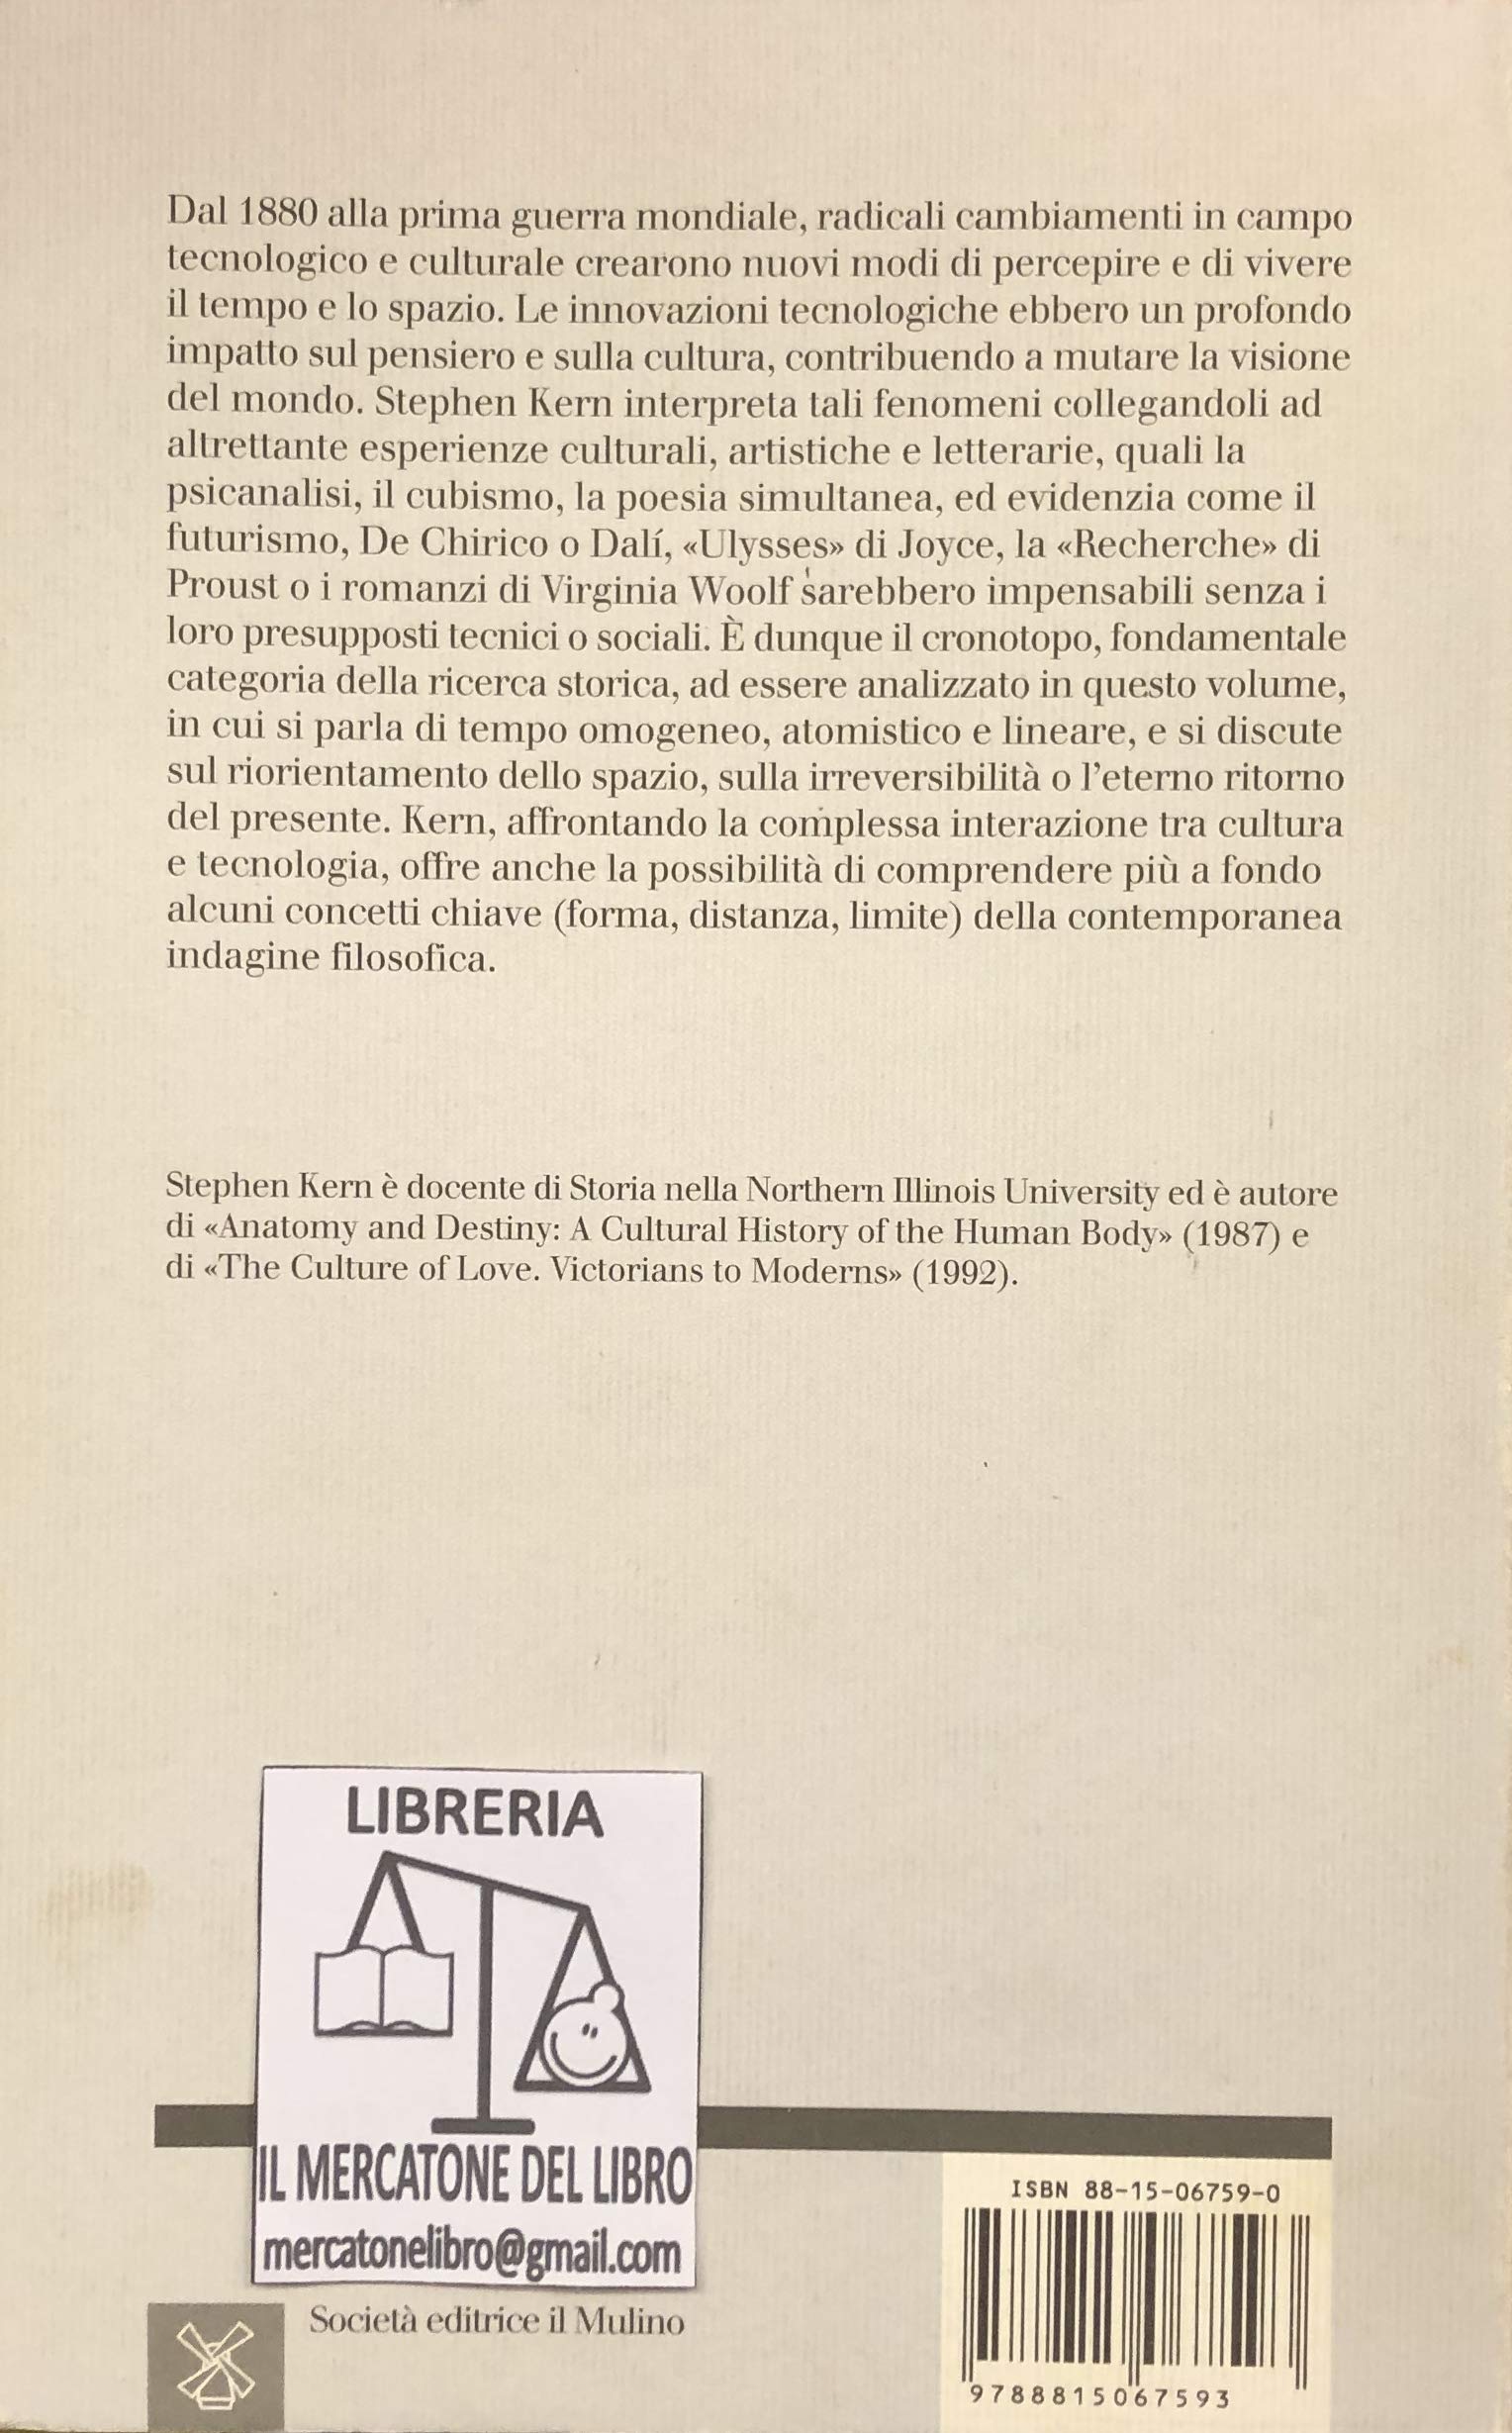 Dal 1880 alla prima guerra mondiale, radicali cambiamenti in campo
tecnologico e culturale crearono nuovi modi di percepire e di vivere
il tempo e lo spazio. Le innovazioni tecnologiche ebbero un profondo
impatto sul pensiero e sulla cultura, contribuendo a mutare la visione
del mondo. Stephen Kern interpreta tali fenomeni collegandoli ad
altrettante esperienze culturali, artistiche e letterarie, quali la
psicanalisi, il cubismo, la poesia simultanea, ed evidenzia come il
futurismo, De Chirico o Dalí, «Ulysses» di Joyce, la «Recherche» di
Proust o i romanzi di Virginia Woolf sarebbero impensabili senza i
loro presupposti tecnici o sociali. È dunque il cronotopo, fondamentale
categoria della ricerca storica, ad essere analizzato in questo volume,
in cui si parla di tempo omogeneo, atomistico e lineare, e si discute
sul riorientamento dello spazio, sulla irreversibilità o l'eterno ritorno
del presente. Kern, affrontando la complessa interazione tra cultura
e tecnologia, offre anche la possibilità di comprendere più a fondo
alcuni concetti chiave (forma, distanza, limite) della contemporanea
indagine filosofica.
Stephen Kern è docente di Storia nella Northern Illinois University ed è autore
di «Anatomy and Destiny: A Cultural History of the Human Body» (1987) e
di «The Culture of Love. Victorians to Moderns» (1992).
LIBRERIA
IL MERCATONE DEL LIBRO
mercatonelibro@gmail.com
Società editrice il Mulino
ISBN 88-15-06759-0
9788815067593